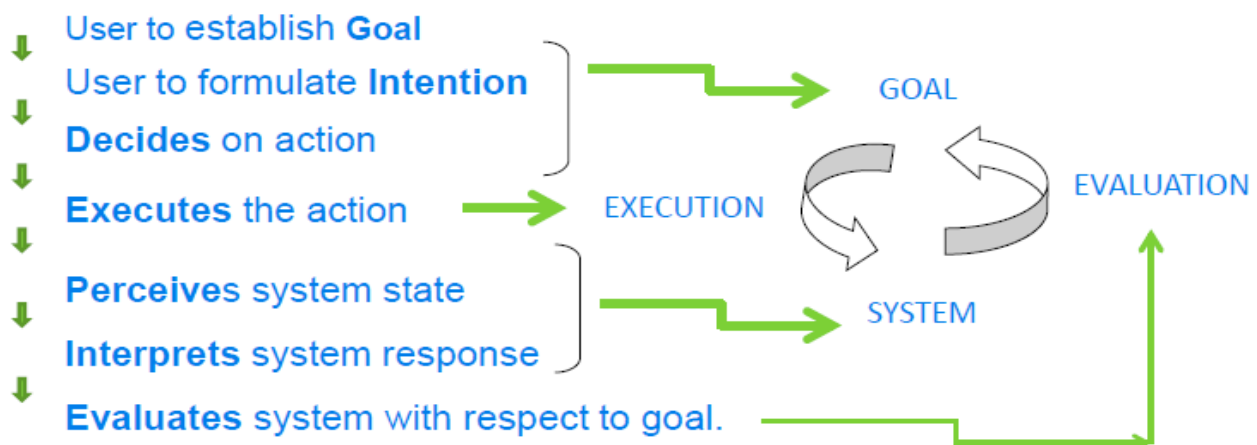 User to establish Goal
User to formulate Intention
Decides on action
Executes the action
Perceives system state
Interprets system response
Evaluates system with respect to goal.
GOAL
EXECUTION
EVALUATION
SYSTEM